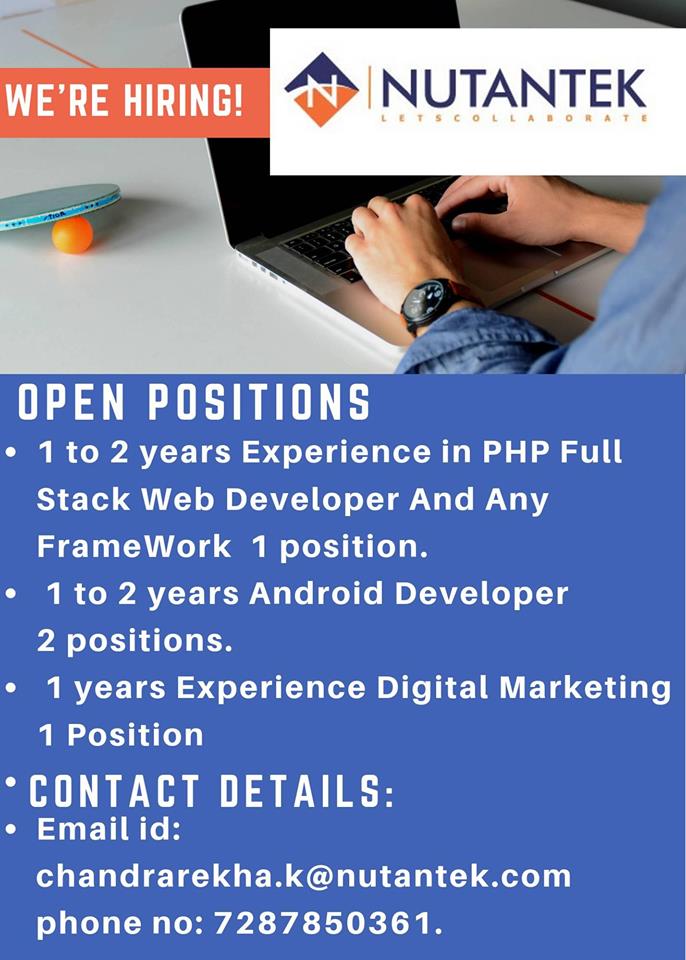 WE'RE HIRING!
NUTANTEK
LETSCOLLABORATE
OPEN POSITIONS
• 1 to 2 years Experience in PHP Full
Stack Web Developer And Any
FrameWork 1 position.
• 1 to 2 years Android Developer
2 positions.
• 1 years Experience Digital Marketing
1 Position
• CONTACT DETAILS:
• Email id:
chandrarekha.k@nutantek.com
phone no: 7287850361.